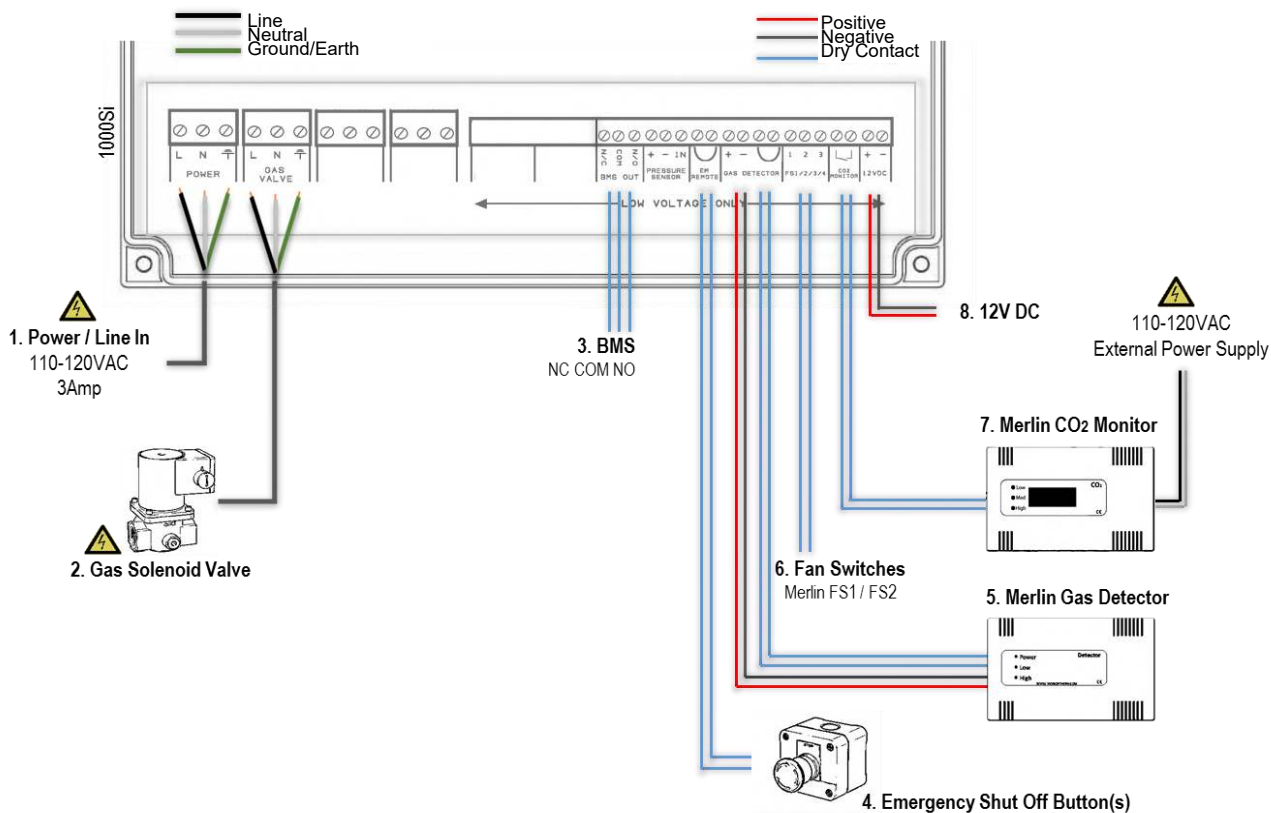 Line
Neutral
Ground/Earth
Positive
Negative
Dry Contact
1000Si
L N
POWER
L N
GAS
VALVE
N/C COM N/O
BMS OUT
+ - IN
PRESSURE
SENSOR
EM
REMOTE
+ -
GAS DETECTOR
1 2 3
FS1/2/3/4
CO2
MONITOR
+ -
12VDC
LOW VOLTAGE ONLY
1. Power / Line In
110-120VAC
3Amp
2. Gas Solenoid Valve
3. BMS
NC COM NO
8. 12V DC
110-120VAC
External Power Supply
7. Merlin CO2 Monitor
Low
Med
High
CO2
CE
6. Fan Switches
Merlin FS1 / FS2
5. Merlin Gas Detector
Power
Low
High
Detector
CE
4. Emergency Shut Off Button(s)